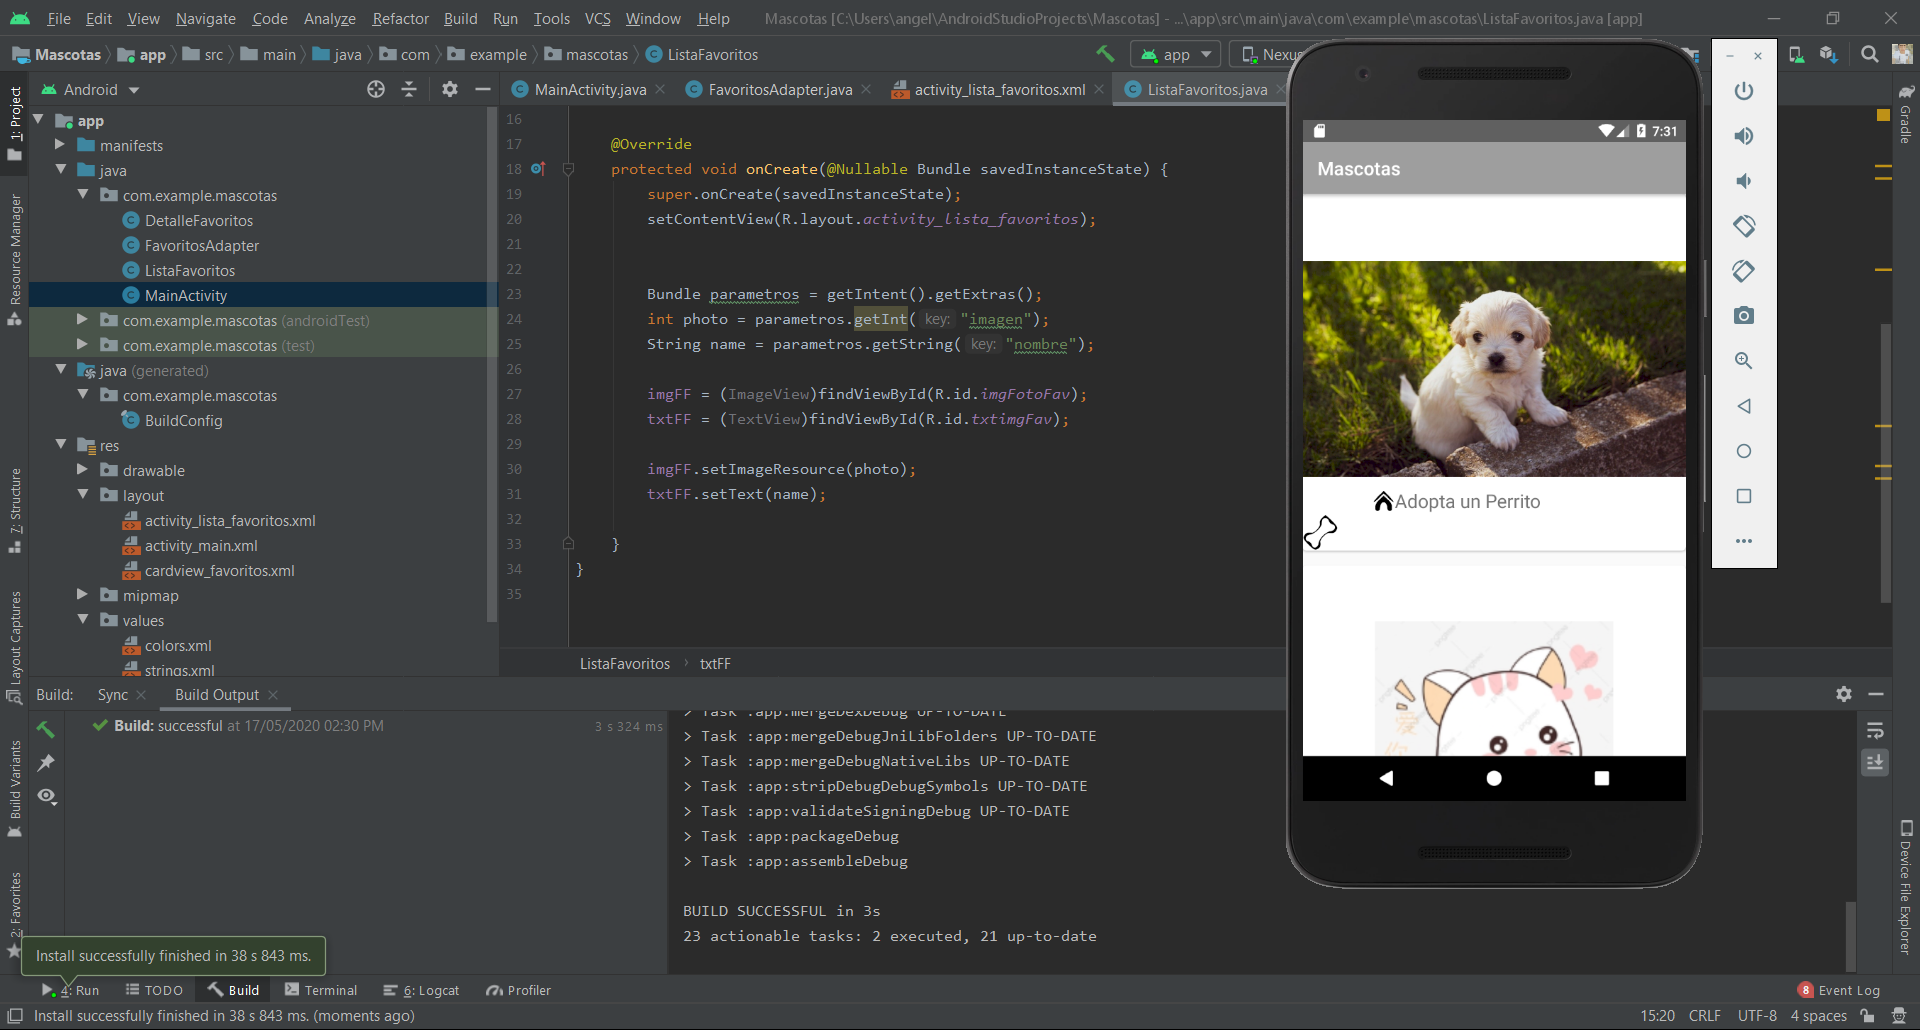 File Edit View Navigate Code Analyze Refactor Build Run Tools VCS Window Help Mascotas [C:\Users\angel\AndroidStudioProjects\Mascotas] - ...\app\src\main\java\com\example\mascotas\ListaFavoritos.java [app]
Mascotas app src main java com example mascotas ListaFavoritos app
Android MainActivity.java FavoritosAdapter.java activity_lista_favoritos.xml ListaFavoritos.java
1: Project
Resource Manager
7: Structure
Layout Captures
Build Variants
2: Favorites
app
manifests
java
com.example.mascotas
DetalleFavoritos
FavoritosAdapter
ListaFavoritos
MainActivity
com.example.mascotas (androidTest)
com.example.mascotas (test)
java (generated)
com.example.mascotas
BuildConfig
res
drawable
layout
activity_lista_favoritos.xml
activity_main.xml
cardview_favoritos.xml
mipmap
values
colors.xml
strings.xml
16
17 @Override
18 protected void onCreate(@Nullable Bundle savedInstanceState) {
19 super.onCreate(savedInstanceState);
20 setContentView(R.layout.activity_lista_favoritos);
21
22
23 Bundle parametros = getIntent().getExtras();
24 int photo = parametros.getInt( key: "imagen");
25 String name = parametros.getString( key: "nombre");
26
27 imgFF = (ImageView)findViewById(R.id.imgFotoFav);
28 txtFF = (TextView)findViewById(R.id.txtimgFav);
29
30 imgFF.setImageResource(photo);
31 txtFF.setText(name);
32
33 }
34 }
35
ListaFavoritos txtFF
7:31
Mascotas
Adopta un Perrito
Gradle
Device File Explorer
Build: Sync Build Output
Build: successful at 17/05/2020 02:30 PM 3 s 324 ms
> Task :app:mergeDexDebug UP-TO-DATE
> Task :app:mergeDebugJniLibFolders UP-TO-DATE
> Task :app:mergeDebugNativeLibs UP-TO-DATE
> Task :app:stripDebugDebugSymbols UP-TO-DATE
> Task :app:validateSigningDebug UP-TO-DATE
> Task :app:packageDebug
> Task :app:assembleDebug
BUILD SUCCESSFUL in 3s
23 actionable tasks: 2 executed, 21 up-to-date
Install successfully finished in 38 s 843 ms.
4: Run TODO Build Terminal 6: Logcat Profiler 8 Event Log
Install successfully finished in 38 s 843 ms. (moments ago) 15:20 CRLF UTF-8 4 spaces